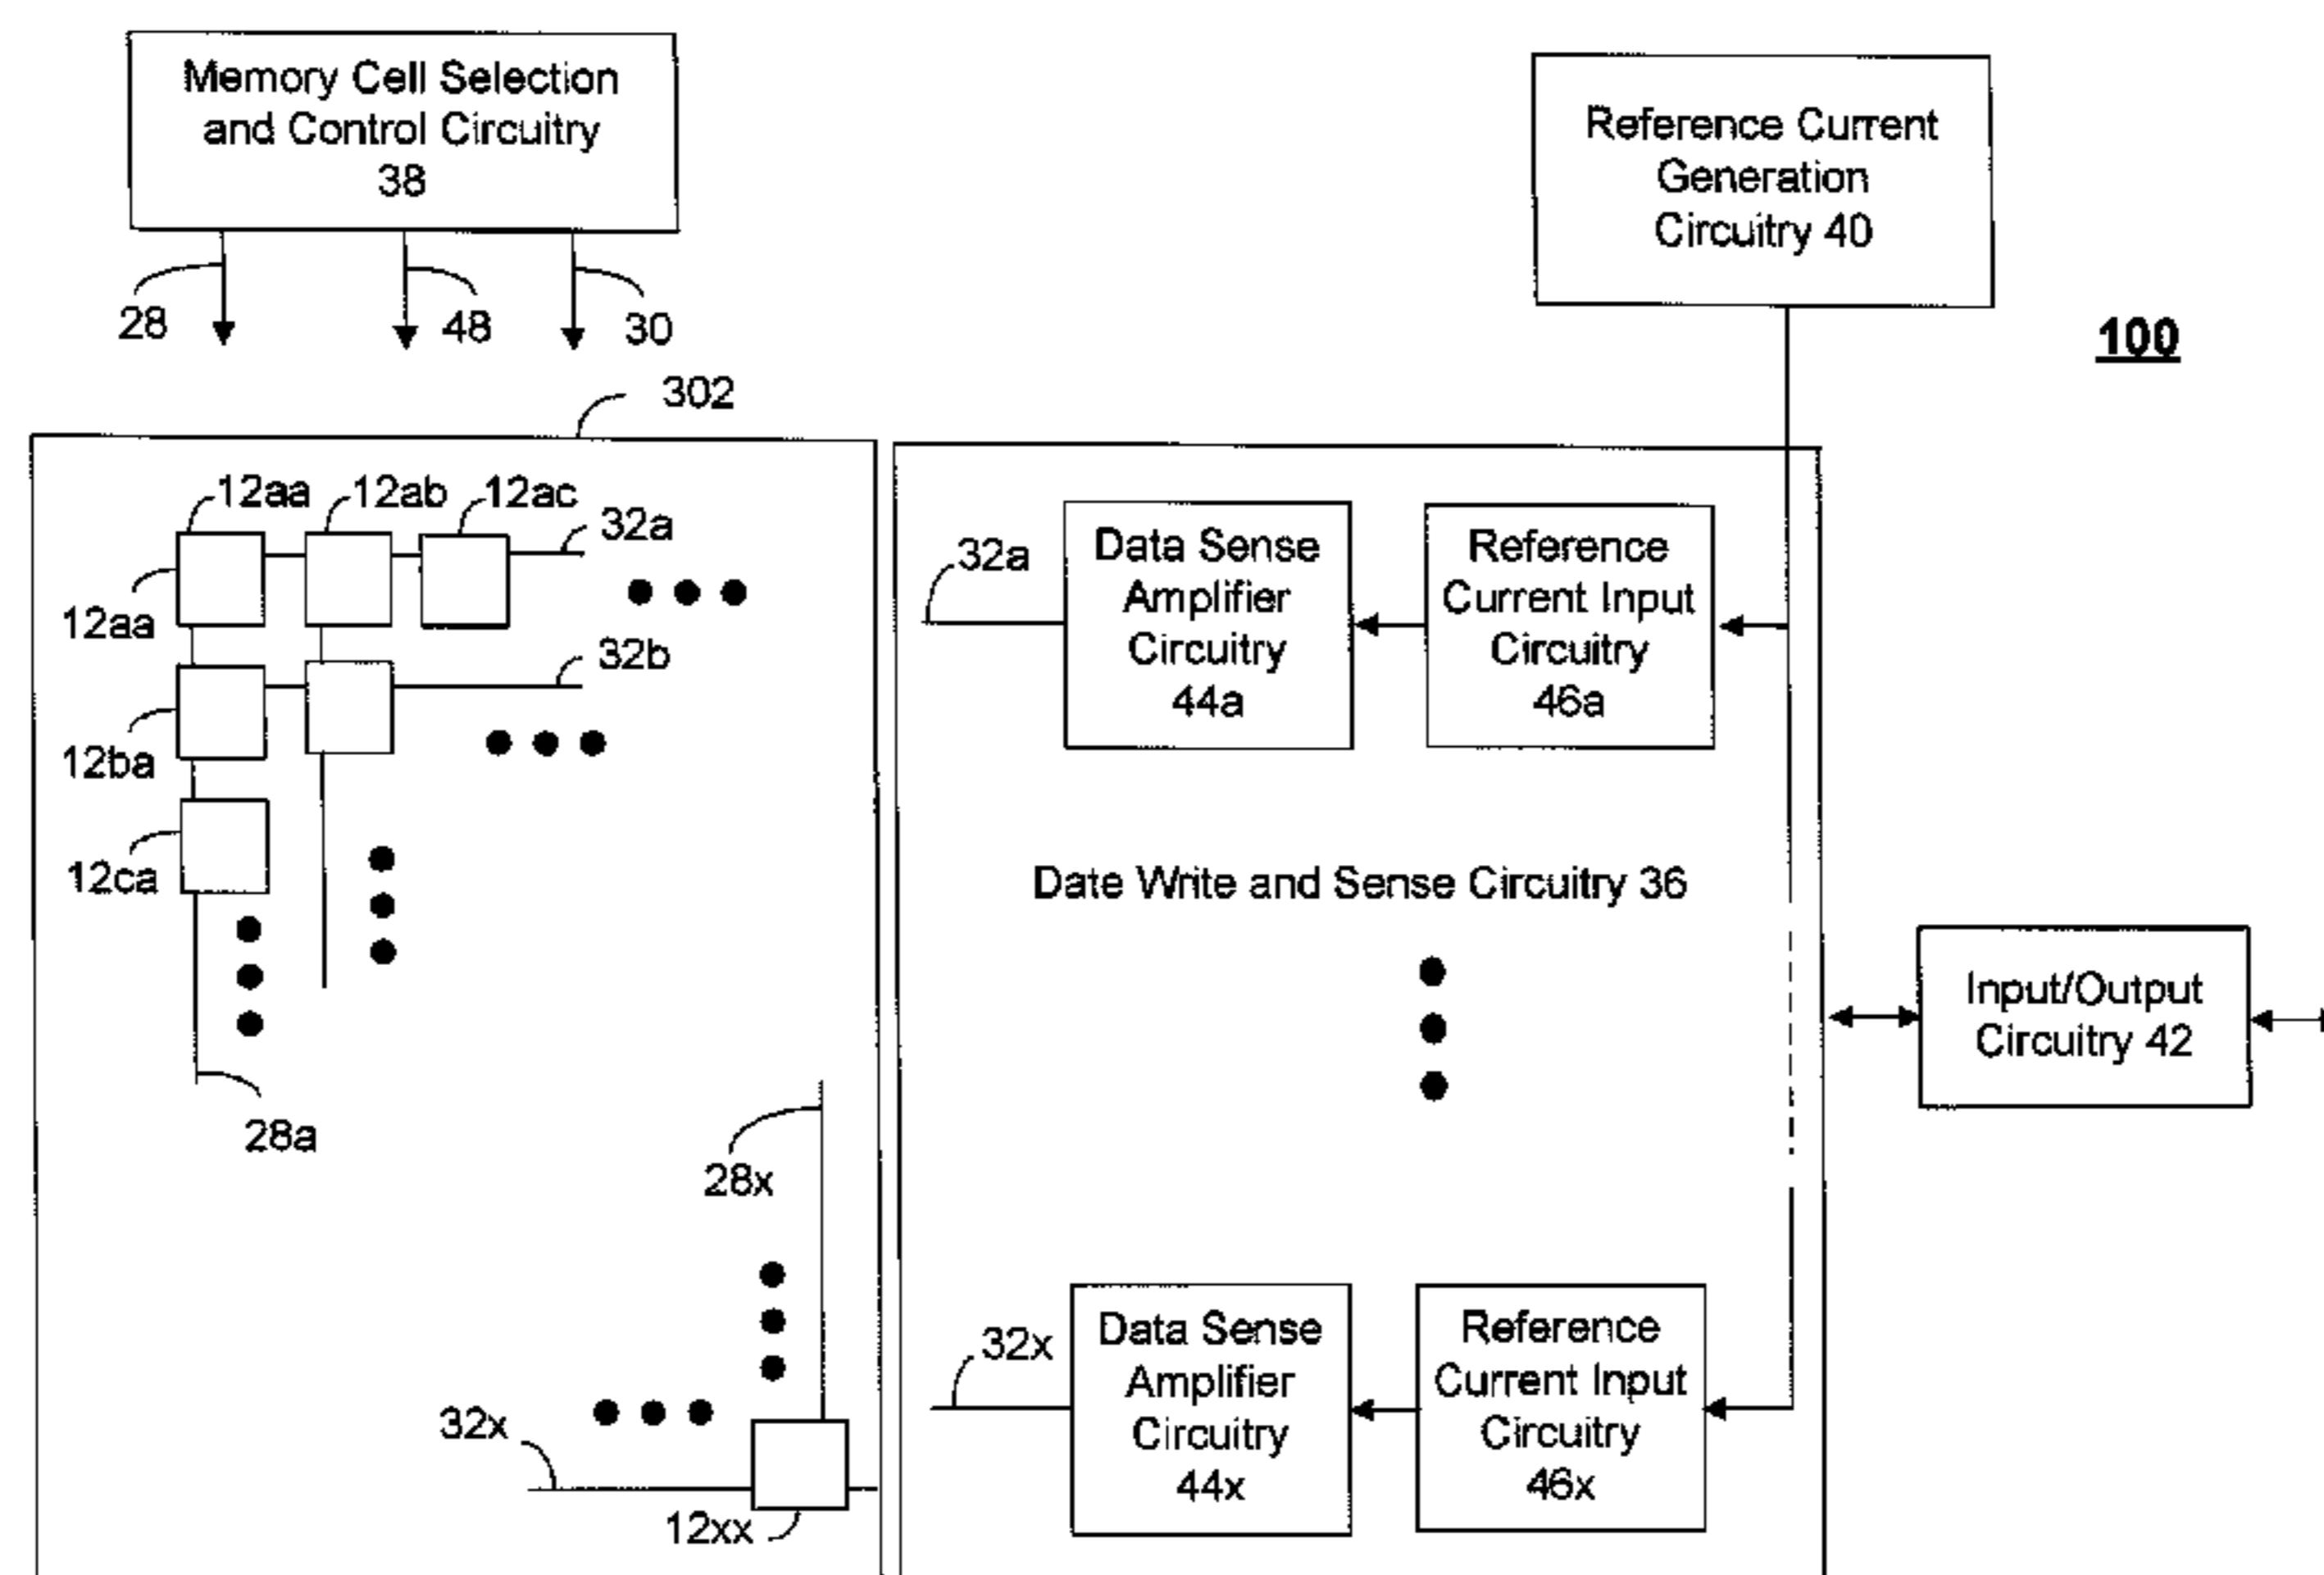 Memory Cell Selection
and Control Circuitry
38
28
48
30
Reference Current
Generation
Circuitry 40
100
302
12aa
12ab
12ac
32a
12aa
32b
12ba
12ca
28a
28x
32x
12xx
32a
Data Sense
Amplifier
Circuitry
44a
Reference
Current Input
Circuitry
46a
Date Write and Sense Circuitry 36
32x
Data Sense
Amplifier
Circuitry
44x
Reference
Current Input
Circuitry
46x
Input/Output
Circuitry 42